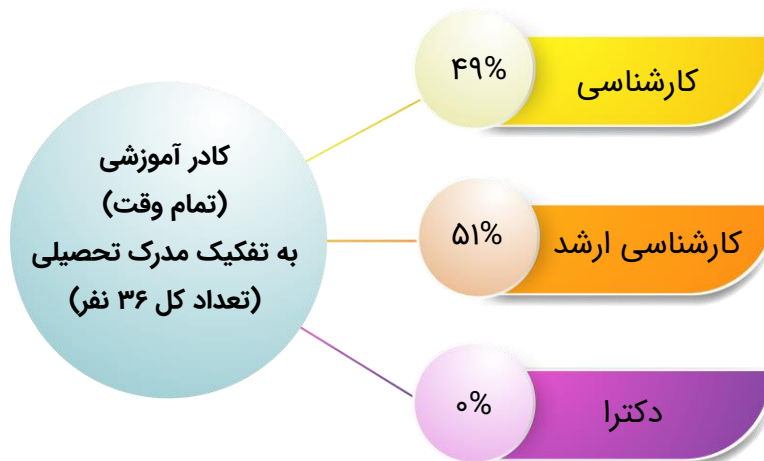 کادر آموزشی
(تمام وقت)
به تفکیک مدرک تحصیلی
(تعداد کل ۳۶ نفر)
۴۹%
کارشناسی
۵۱%
کارشناسی ارشد
۰%
دکترا